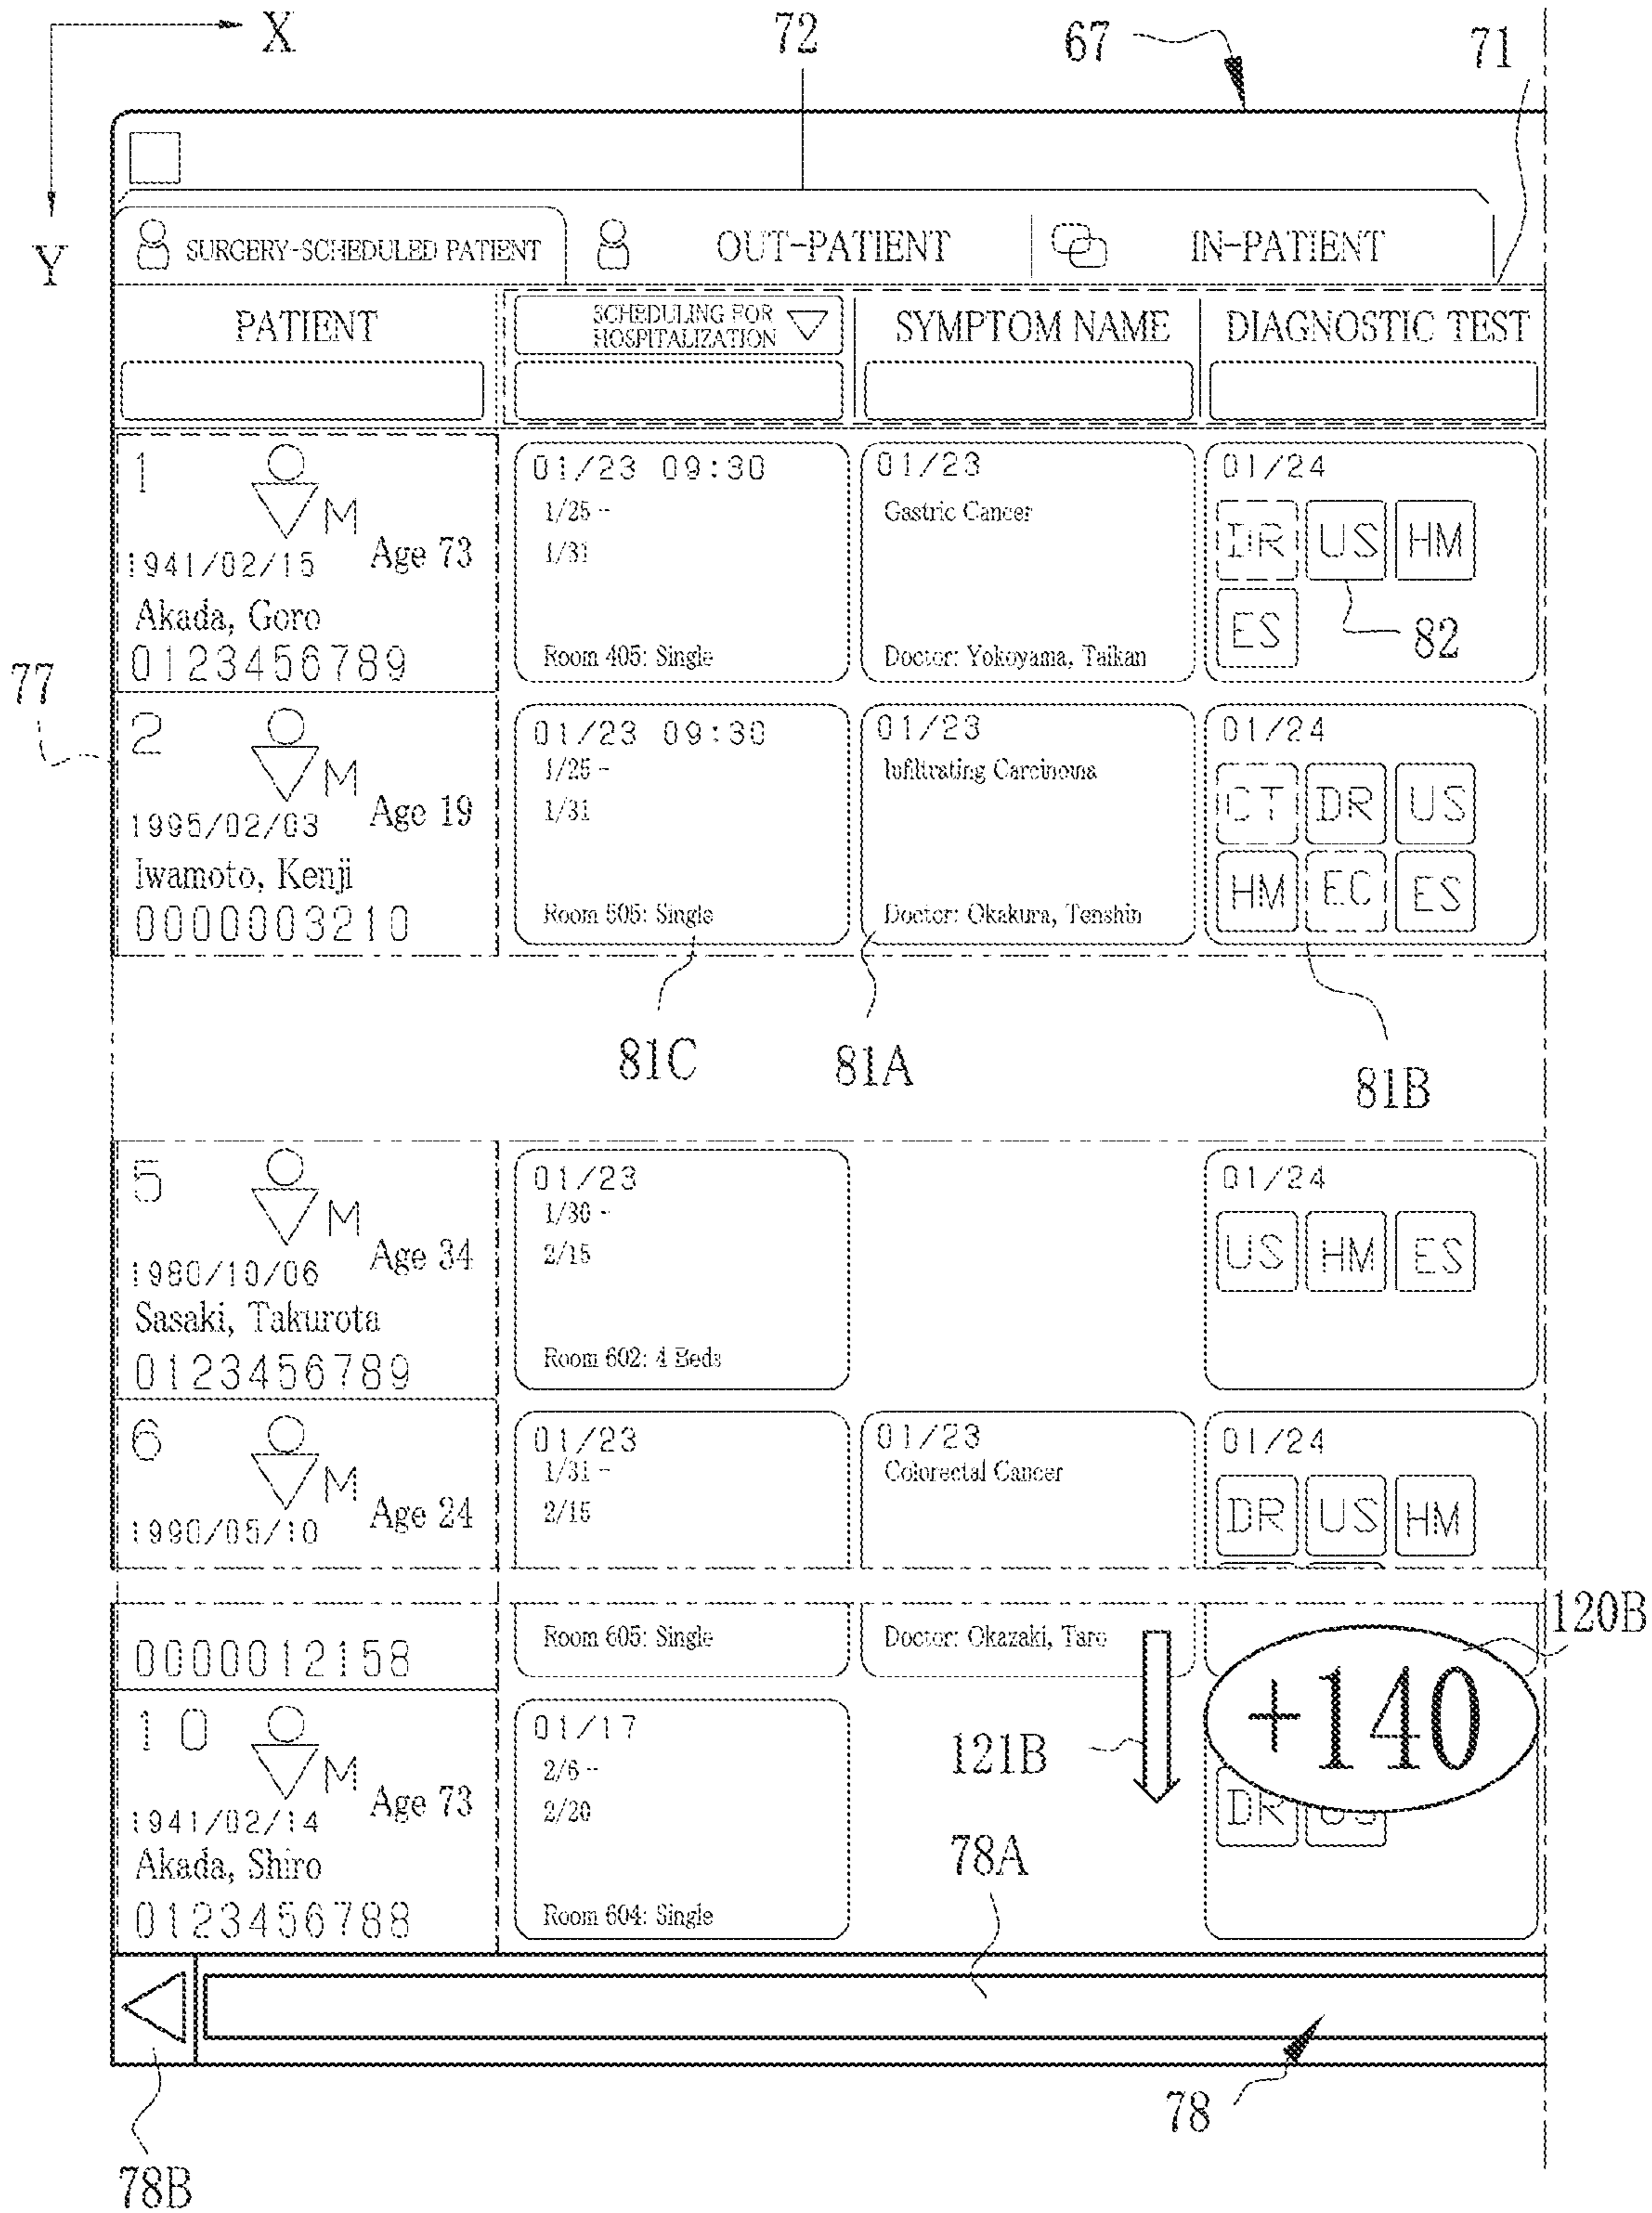 X
72
67
71
Y
SURGERY-SCHEDULED PATIENT
OUT-PATIENT
IN-PATIENT
PATIENT
SCHEDULING FOR
HOSPITALIZATION
SYMPTOM NAME
DIAGNOSTIC TEST
1
M
1941/02/15
Age 73
Akada, Goro
0123456789
01/23 09:30
1/25 -
1/31
Room 405: Single
01/23
Gastric Cancer
Doctor: Yokoyama, Taikan
01/24
DR US HM
ES
82
77
2
M
1995/02/03
Age 19
Iwamoto, Kenji
0000003210
01/23 09:30
1/25 -
1/31
Room 505: Single
01/23
Infiltrating Carcinoma
Doctor: Okakura, Tenshin
01/24
CT DR US
HM EC ES
81C
81A
81B
5
M
1980/10/06
Age 34
Sasaki, Takurota
0123456789
01/23
1/30 -
2/15
Room 602: 4 Beds
01/24
US HM ES
6
M
1990/05/10
Age 24
01/23
1/31 -
2/15
01/23
Colorectal Cancer
01/24
DR US HM
0000012158
Room 605: Single
Doctor: Okazaki, Taro
120B
+140
121B
10
M
1941/02/14
Age 73
Akada, Shiro
0123456788
01/17
2/6 -
2/20
Room 604: Single
DR US
78A
78
78B